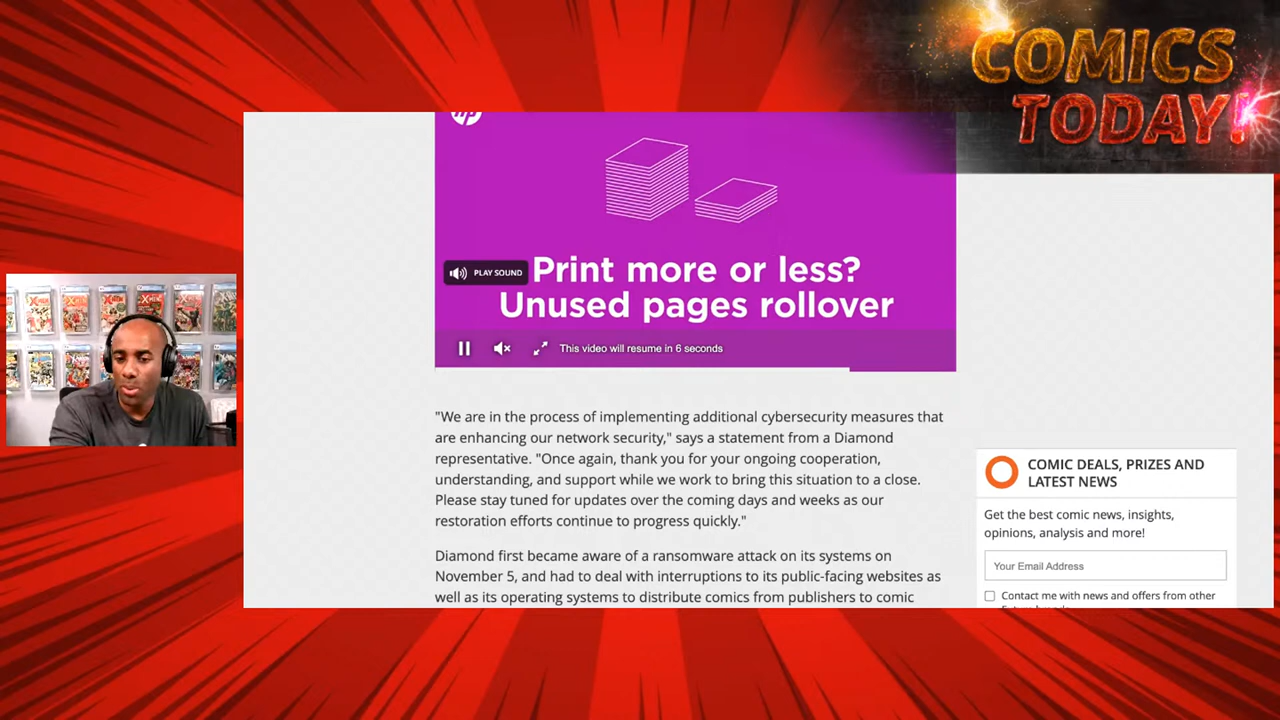 COMICS
TODAY!
hp
PLAY SOUND
Print more or less?
Unused pages rollover
This video will resume in 6 seconds
"We are in the process of implementing additional cybersecurity measures that
are enhancing our network security," says a statement from a Diamond
representative. "Once again, thank you for your ongoing cooperation,
understanding, and support while we work to bring this situation to a close.
Please stay tuned for updates over the coming days and weeks as our
restoration efforts continue to progress quickly."
Diamond first became aware of a ransomware attack on its systems on
November 5, and had to deal with interruptions to its public-facing websites as
well as its operating systems to distribute comics from publishers to comic
COMIC DEALS, PRIZES AND
LATEST NEWS
Get the best comic news, insights,
opinions, analysis and more!
Your Email Address
Contact me with news and offers from other